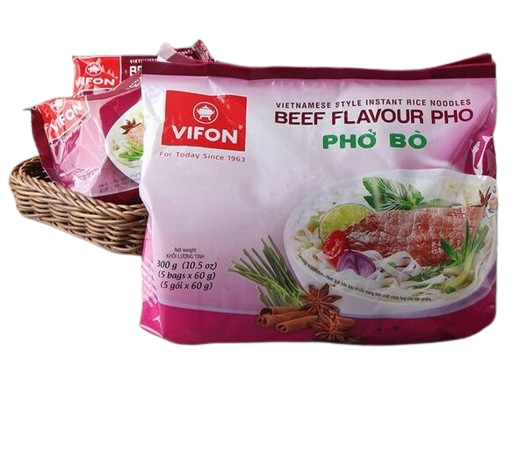 VIFON
VIETNAMESE
VIFON
VIFON
For Today Since 1963
VIETNAMESE STYLE INSTANT RICE NOODLES
BEEF FLAVOUR PHO
PHỞ BÒ
Net weight
KHỐI LƯỢNG TỊNH
300 g (10.5 oz)
(5 bags x 60 g)
(5 gói x 60 g)